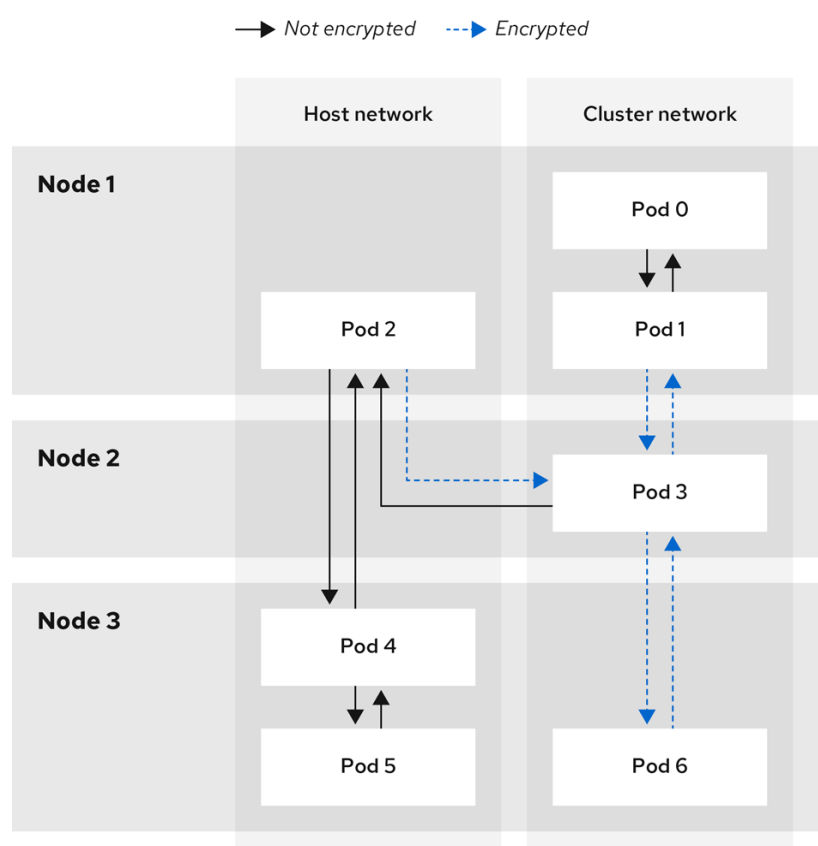 Not encrypted
Encrypted
Host network
Cluster network
Node 1
Pod 0
Pod 2
Pod 1
Node 2
Pod 3
Node 3
Pod 4
Pod 5
Pod 6